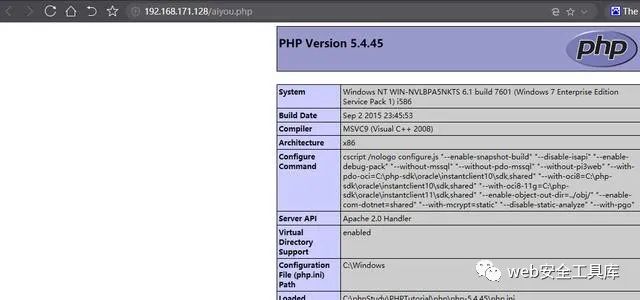 192.168.171.128/aiyou.php
The
PHP Version 5.4.45
php
System Windows NT WIN-NVLBPA5NKTS 6.1 build 7601 (Windows 7 Enterprise Edition
Service Pack 1) i586
Build Date Sep 2 2015 23:45:53
Compiler MSVC9 (Visual C++ 2008)
Architecture x86
Configure cscript /nologo configure.js "--enable-snapshot-build" "--disable-isapi" "--enable-
Command debug-pack" "--without-mssql" "--without-pdo-mssql" "--without-pi3web" "--with-
pdo-oci=C:\php-sdk\oracle\instantclient10\sdk,shared" "--with-oci8=C:\php-
sdk\oracle\instantclient10\sdk,shared" "--with-oci8-11g=C:\php-
sdk\oracle\instantclient11\sdk,shared" "--enable-object-out-dir=../obj/" "--enable-
com-dotnet=shared" "--with-mcrypt=static" "--disable-static-analyze" "--with-pgo"
Server API Apache 2.0 Handler
Virtual enabled
Directory
Support
Configuration C:\Windows
File (php.ini)
Path
Loaded C:\phpStudy\PHPTutorial\php\php-5.4.45\php.ini
web安全工具库